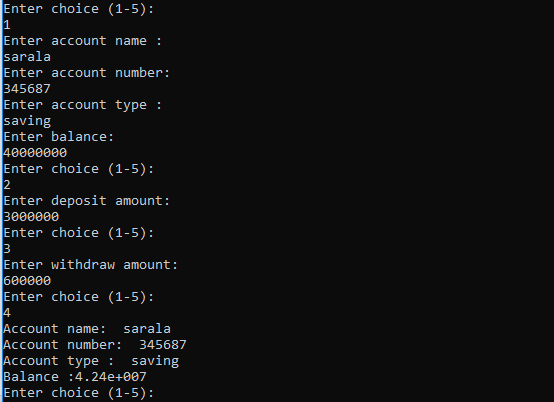 Enter choice (1-5):
1
Enter account name :
sarala
Enter account number:
345687
Enter account type :
saving
Enter balance:
40000000
Enter choice (1-5):
2
Enter deposit amount:
3000000
Enter choice (1-5):
3
Enter withdraw amount:
600000
Enter choice (1-5):
4
Account name:  sarala
Account number:  345687
Account type :  saving
Balance :4.24e+007
Enter choice (1-5):